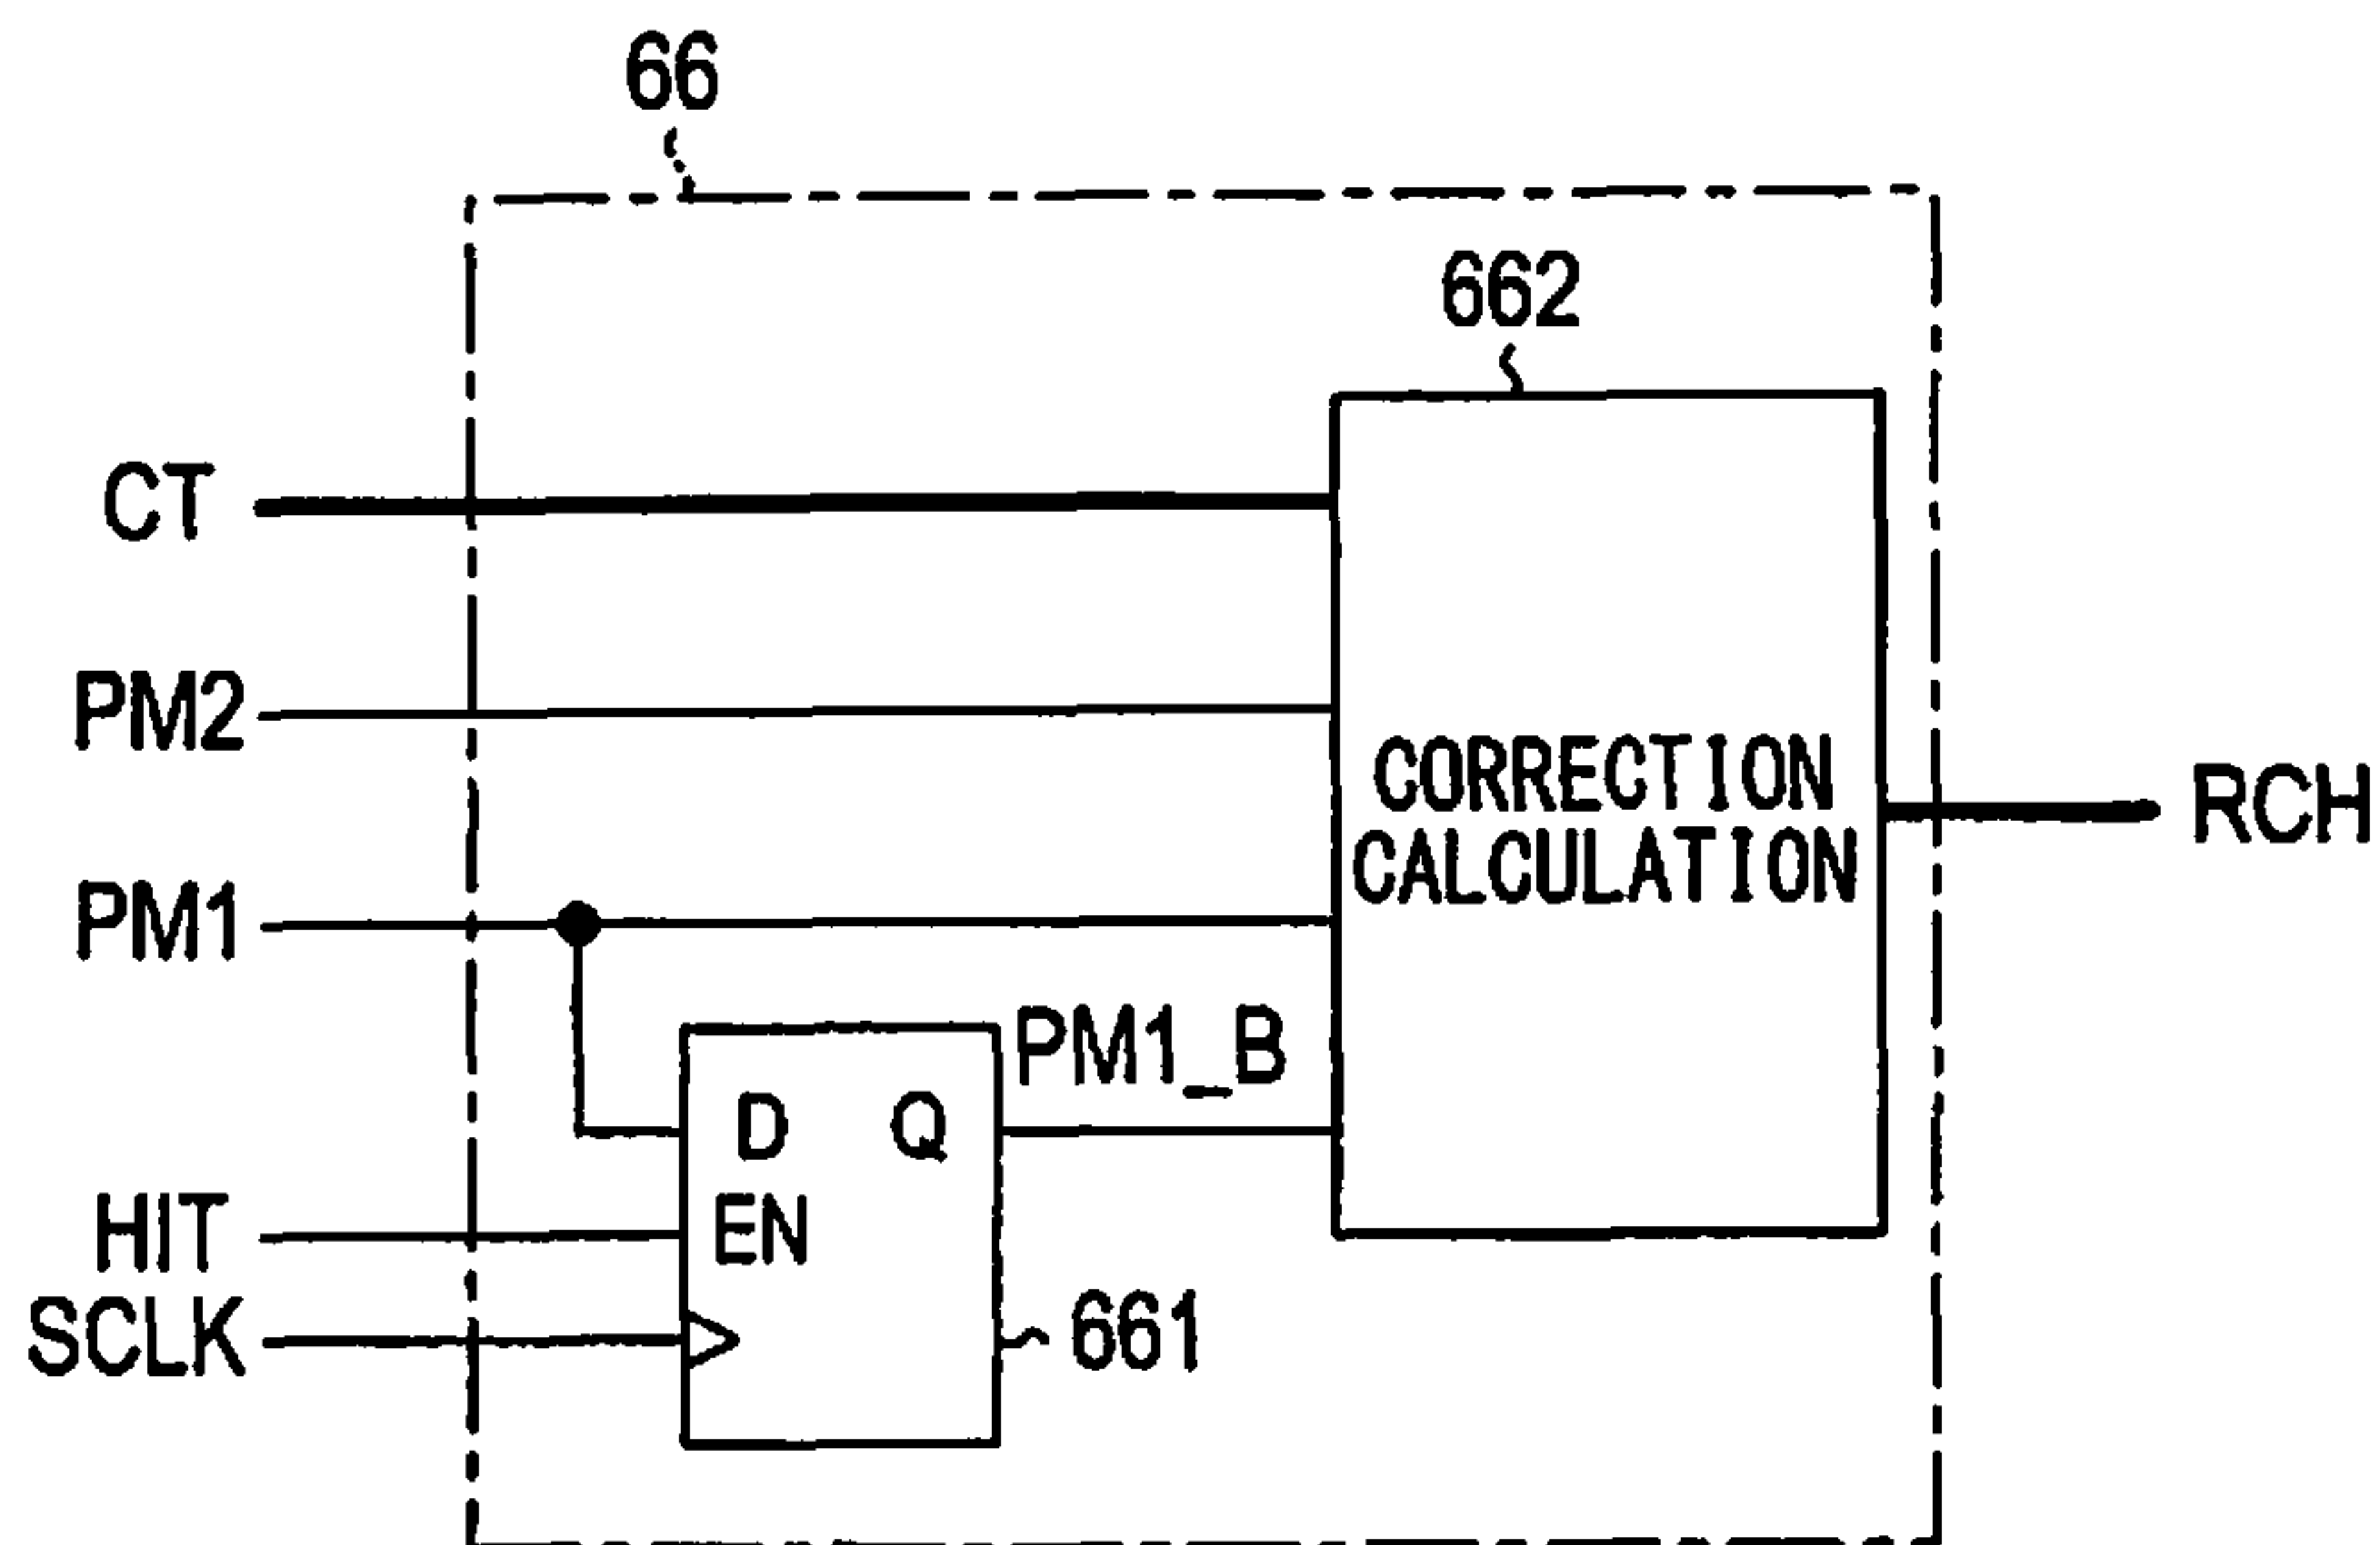 66
662
CT
PM2
CORRECTION
CALCULATION
RCH
PM1
PM1_B
D Q
HIT
EN
SCLK
661